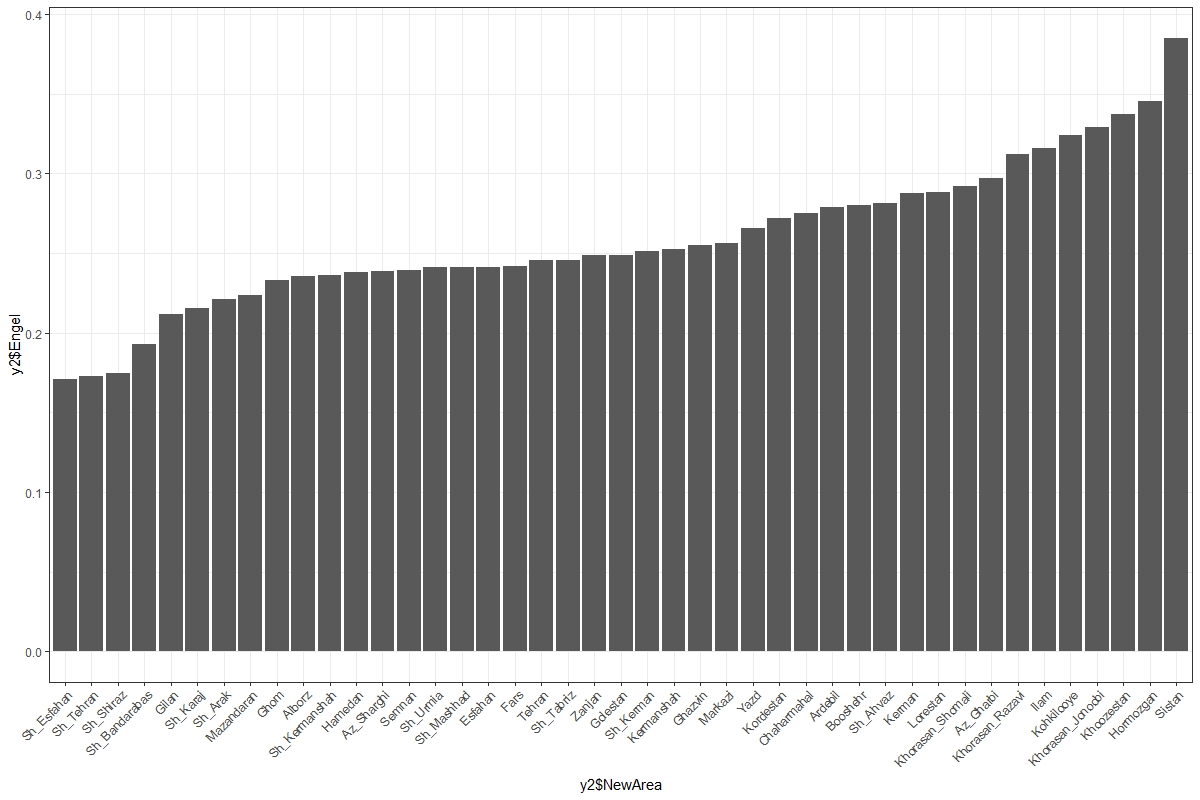 0.4
0.3
0.2
0.1
0.0
y2$Engel
Sh_Esfahan
Sh_Tehran
Sh_Shiraz
Sh_Bandarabas
Gilan
Sh_Karaj
Sh_Arak
Mazandaran
Ghom
Alborz
Sh_Kermanshah
Hamedan
Az_Sharghi
Semnan
Sh_Urmia
Sh_Mashhad
Esfahan
Fars
Tehran
Sh_Tabriz
Zanjan
Golestan
Sh_Kerman
Kermanshah
Ghazvin
Markazi
Yazd
Kordestan
Chaharmahal
Ardebil
Booshehr
Sh_Ahvaz
Kerman
Lorestan
Khorasan_Shomali
Az_Gharbi
Khorasan_Razavi
Ilam
Kohkilooye
Khorasan_Jonoobi
Khoozestan
Hormozgan
Sistan
y2$NewArea